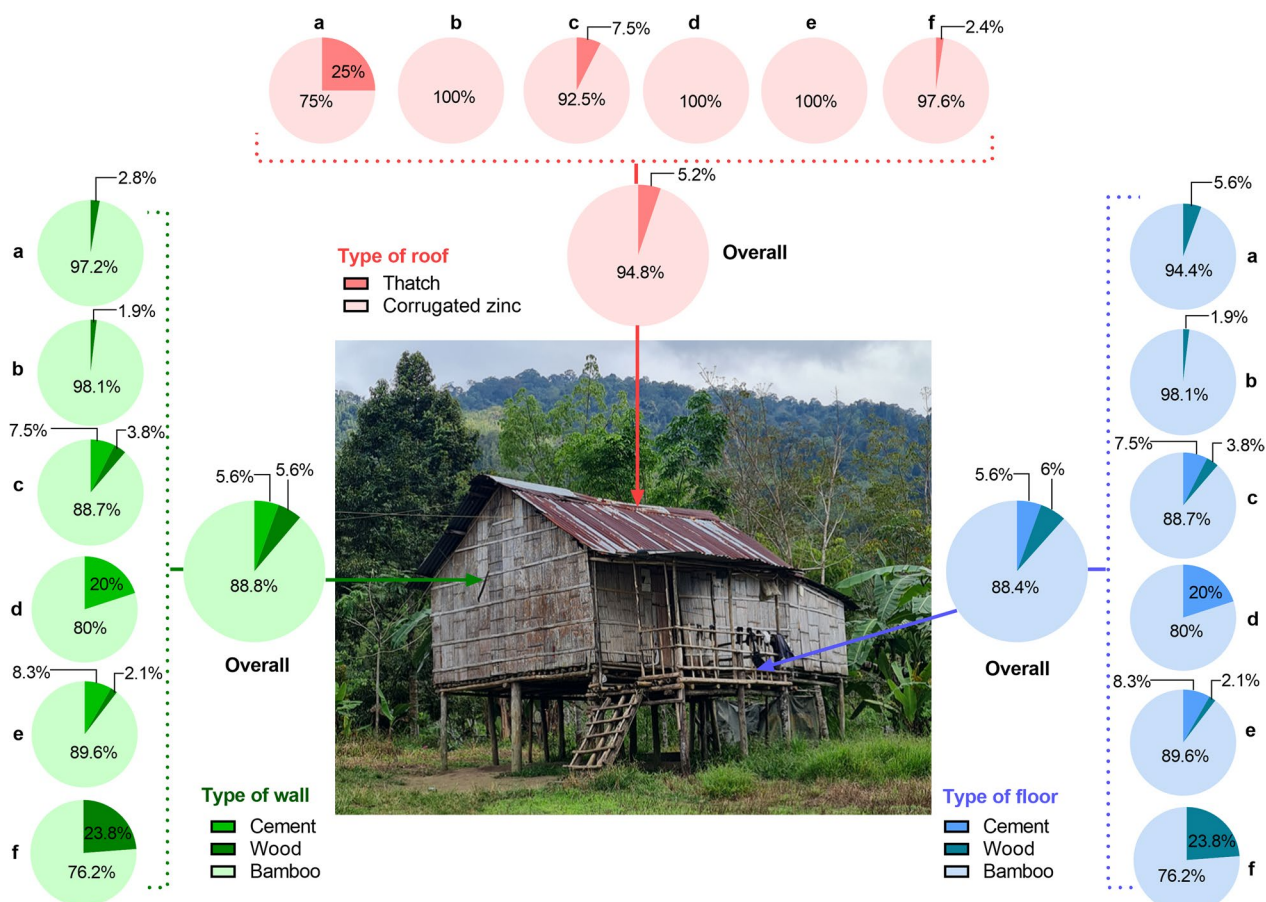 a b c d e f
7.5% 2.4%
25%
75% 100% 92.5% 100% 100% 97.6%
5.2%
94.8%
Overall
Type of roof
Thatch
Corrugated zinc
2.8%
a
97.2%
1.9%
b
98.1%
7.5% 3.8%
c
88.7%
20%
d
80%
8.3% 2.1%
e
89.6%
23.8%
f
76.2%
5.6% 5.6%
88.8%
Overall
Type of wall
Cement
Wood
Bamboo
5.6% 6%
88.4%
Overall
Type of floor
Cement
Wood
Bamboo
5.6%
a
94.4%
1.9%
b
98.1%
7.5% 3.8%
c
88.7%
20%
d
80%
8.3% 2.1%
e
89.6%
23.8%
f
76.2%